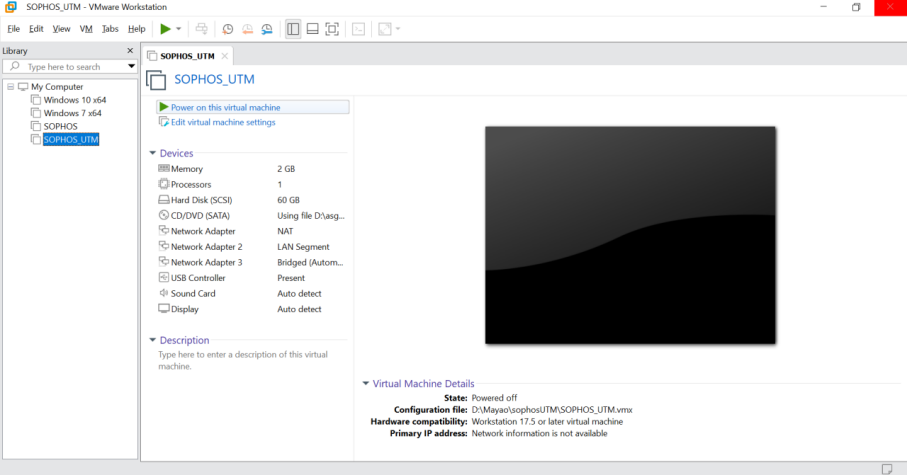 SOPHOS_UTM - VMware Workstation
File Edit View VM Tabs Help
Library
Type here to search
My Computer
Windows 10 x64
Windows 7 x64
SOPHOS
SOPHOS_UTM
SOPHOS_UTM
SOPHOS_UTM
Power on this virtual machine
Edit virtual machine settings
Devices
Memory 2 GB
Processors 1
Hard Disk (SCSI) 60 GB
CD/DVD (SATA) Using file D:\asg...
Network Adapter NAT
Network Adapter 2 LAN Segment
Network Adapter 3 Bridged (Autom...
USB Controller Present
Sound Card Auto detect
Display Auto detect
Description
Type here to enter a description of this virtual
machine.
Virtual Machine Details
State: Powered off
Configuration file: D:\Mayao\sophosUTM\SOPHOS_UTM.vmx
Hardware compatibility: Workstation 17.5 or later virtual machine
Primary IP address: Network information is not available